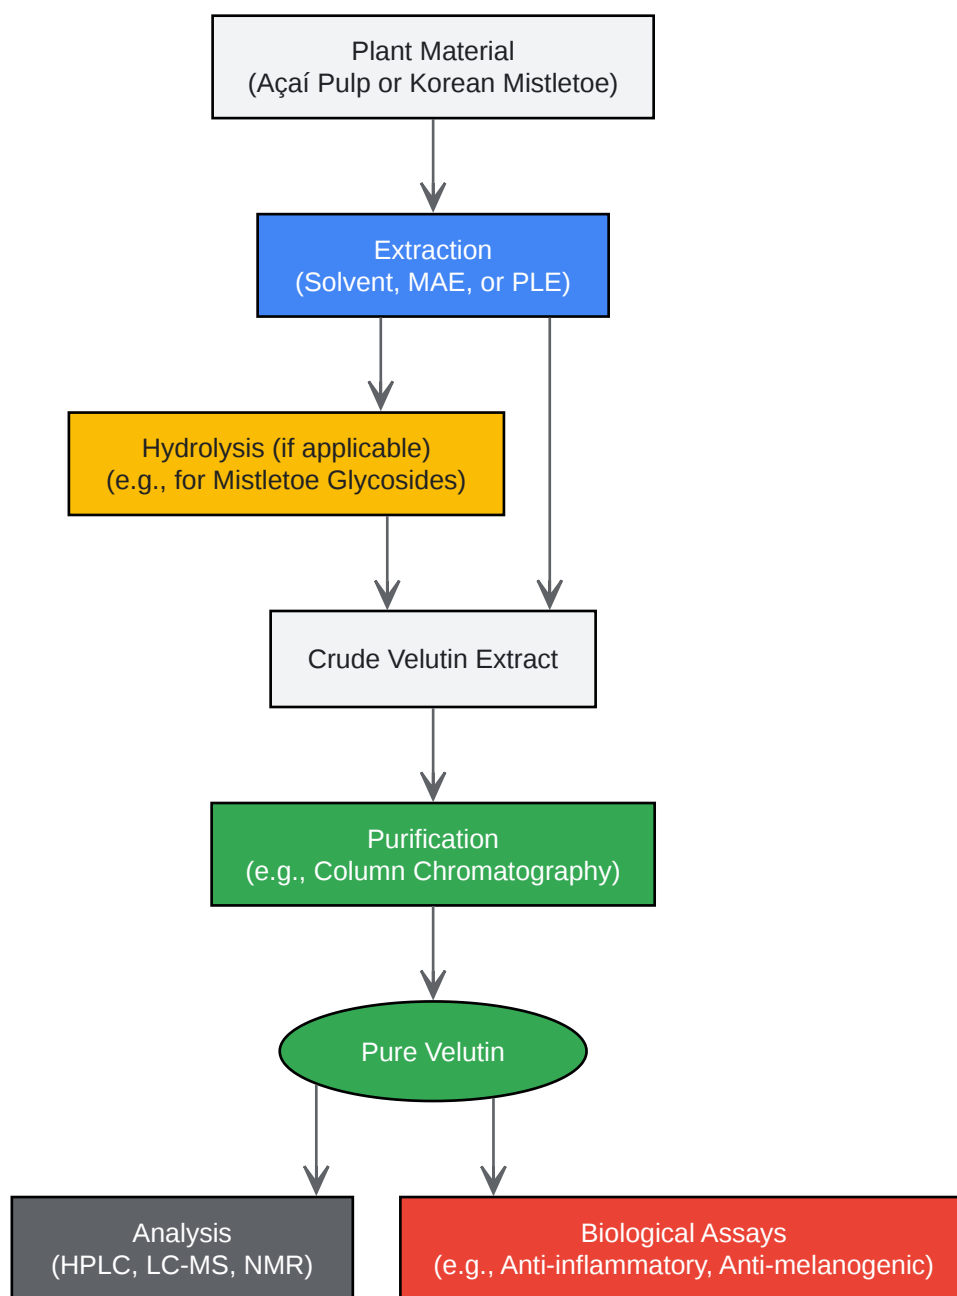 Plant Material
(Açaí Pulp or Korean Mistletoe)
Extraction
(Solvent, MAE, or PLE)
Hydrolysis (if applicable)
(e.g., for Mistletoe Glycosides)
Crude Velutin Extract
Purification
(e.g., Column Chromatography)
Pure Velutin
Analysis
(HPLC, LC-MS, NMR)
Biological Assays
(e.g., Anti-inflammatory, Anti-melanogenic)